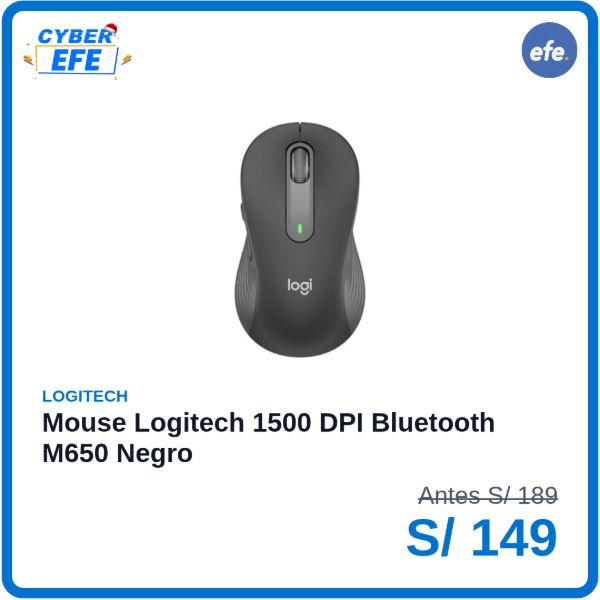 CYBER
EFE
efe.
logi
LOGITECH
Mouse Logitech 1500 DPI Bluetooth
M650 Negro
Antes S/ 189
S/ 149